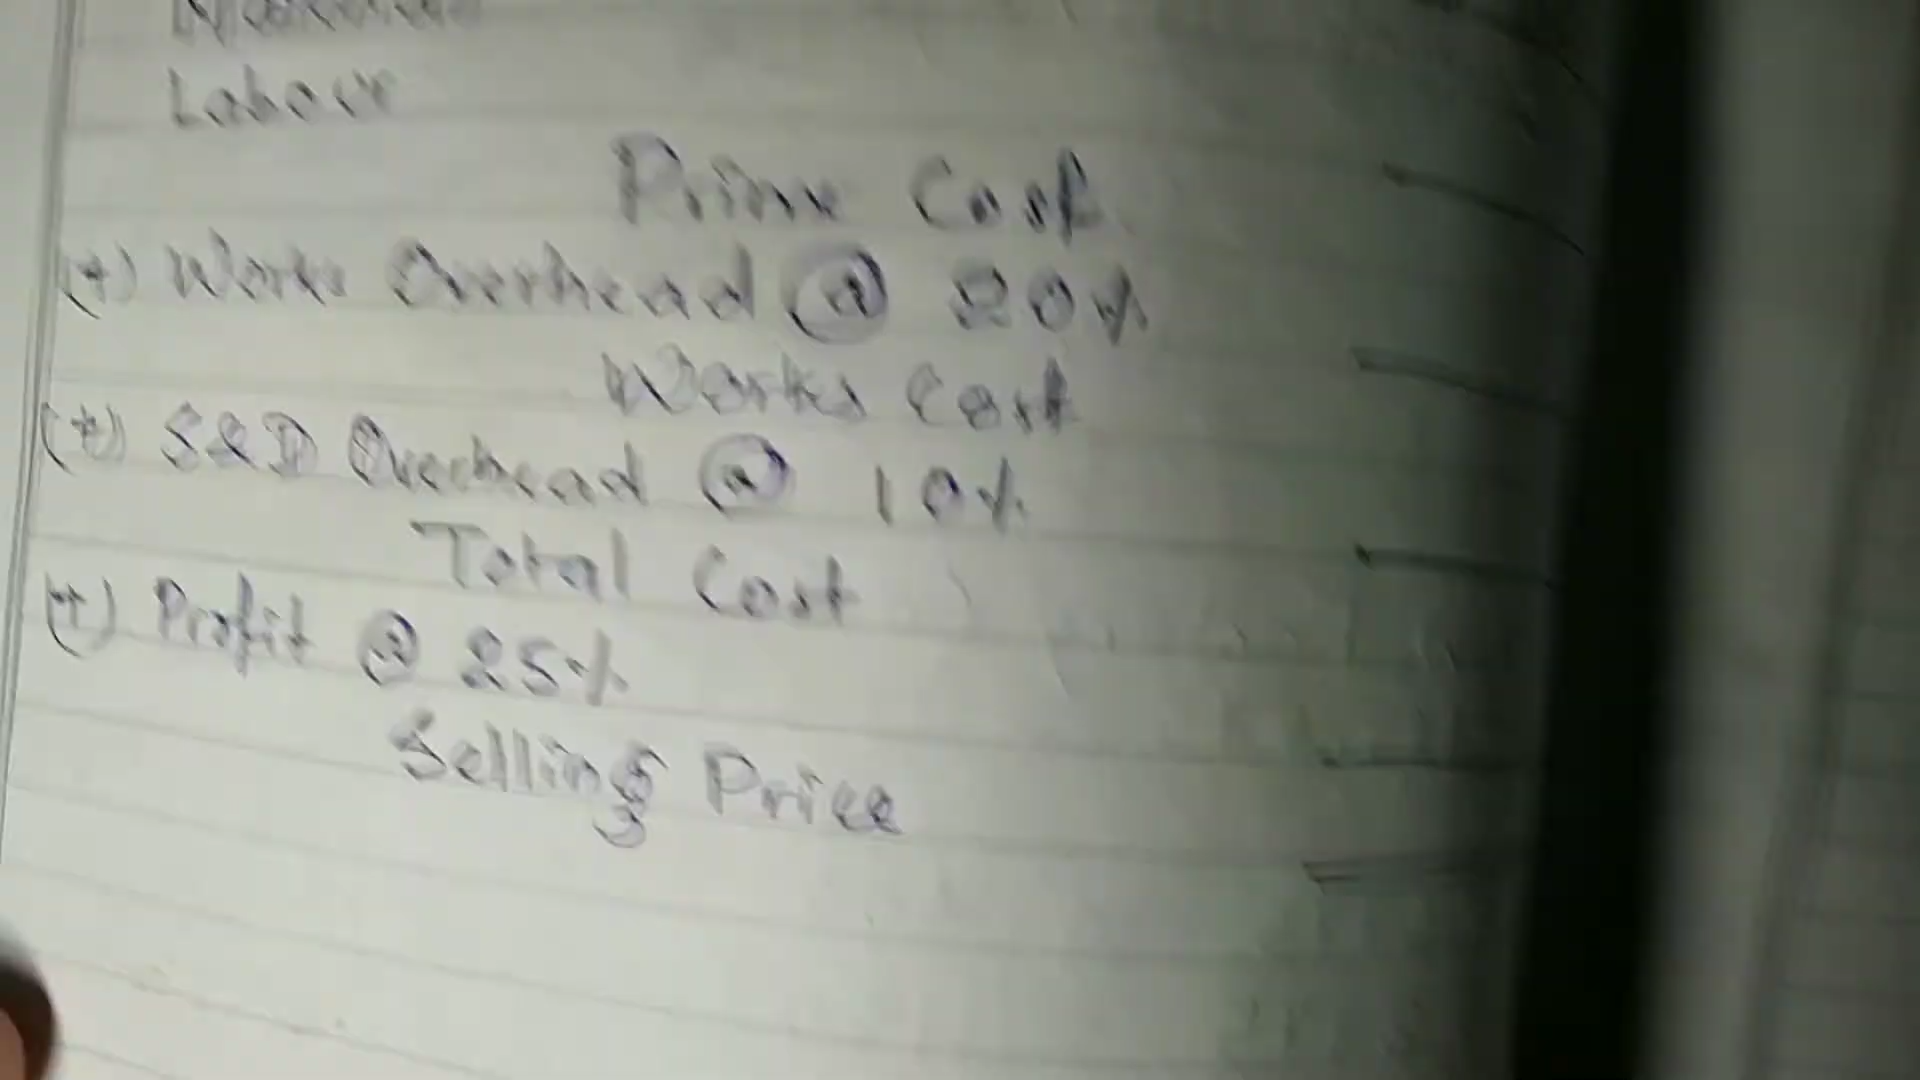 Labour
Prime Cost
(+) Works Overhead @ 20%
Works Cost
(+) S&D Overhead @ 10%
Total Cost
(+) Profit @ 25%
Selling Price